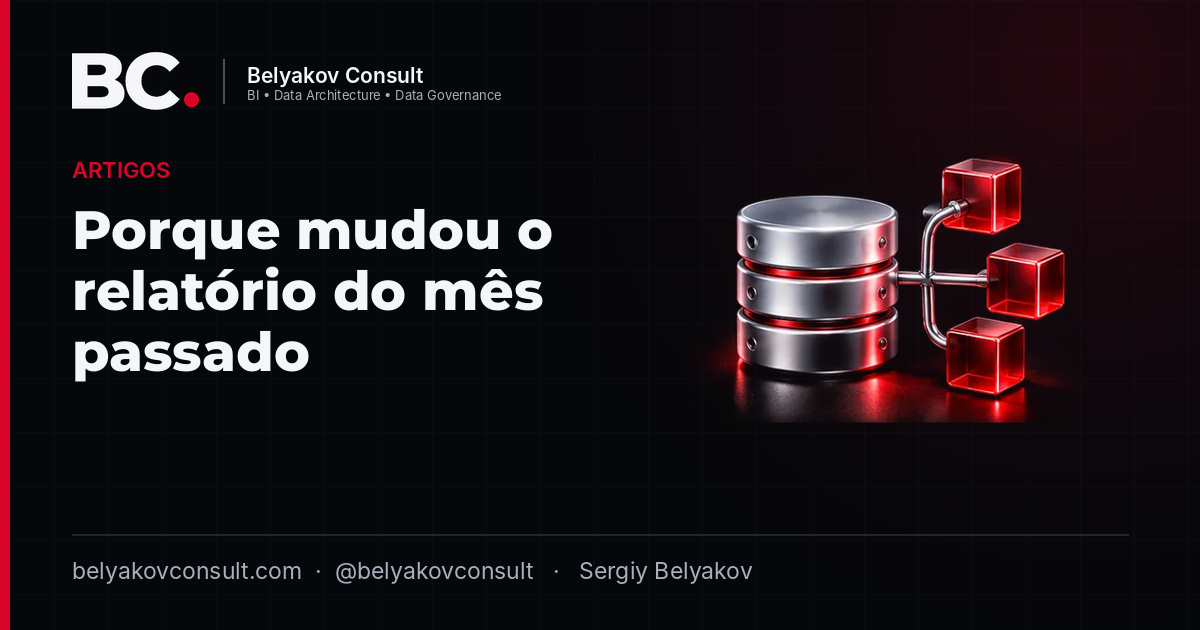 BC.
Belyakov Consult
BI • Data Architecture • Data Governance
ARTIGOS
Porque mudou o
relatório do mês
passado
belyakovconsult.com · @belyakovconsult · Sergiy Belyakov